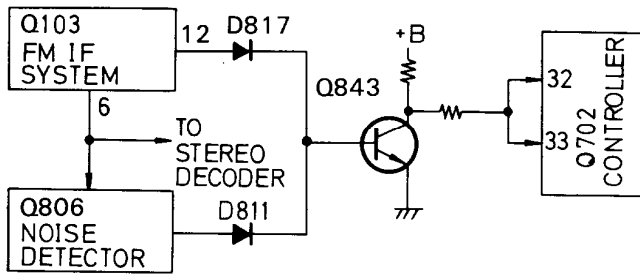 Q103
FM IF
SYSTEM
12
D817
6
TO
STEREO
DECODER
Q806
NOISE
DETECTOR
D811
Q843
+B
32
33
Q702
CONTROLLER